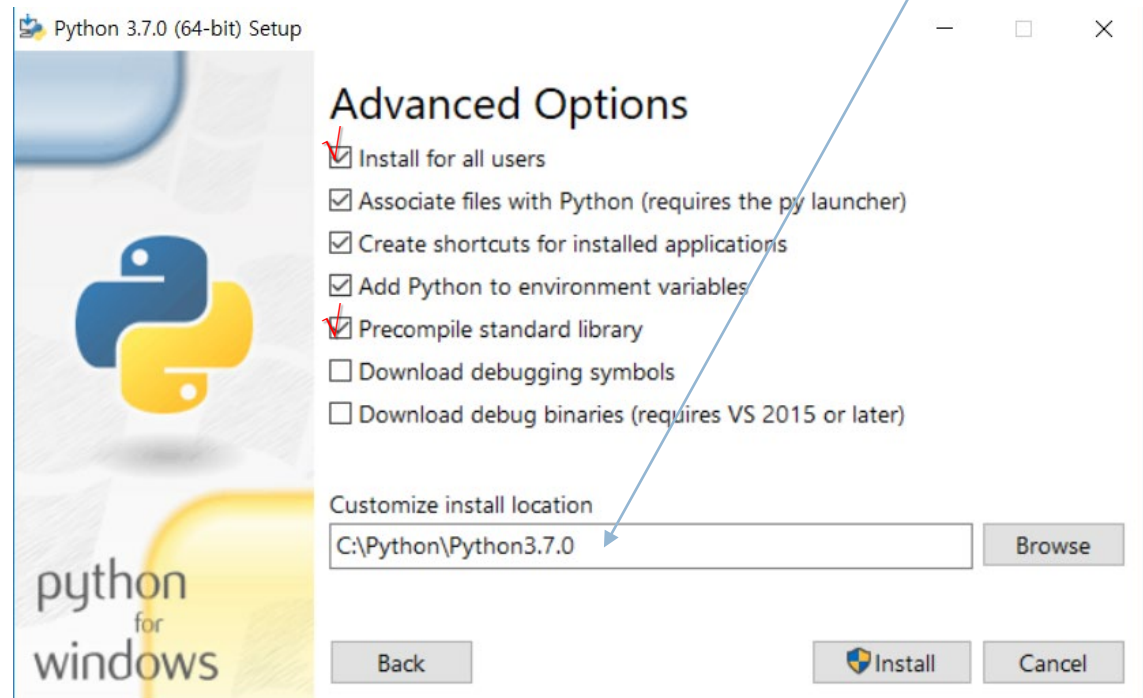 Python 3.7.0 (64-bit) Setup
Advanced Options
Install for all users
Associate files with Python (requires the py launcher)
Create shortcuts for installed applications
Add Python to environment variables
Precompile standard library
Download debugging symbols
Download debug binaries (requires VS 2015 or later)
Customize install location
C:\Python\Python3.7.0
Browse
python
for
windows
Back
Install
Cancel